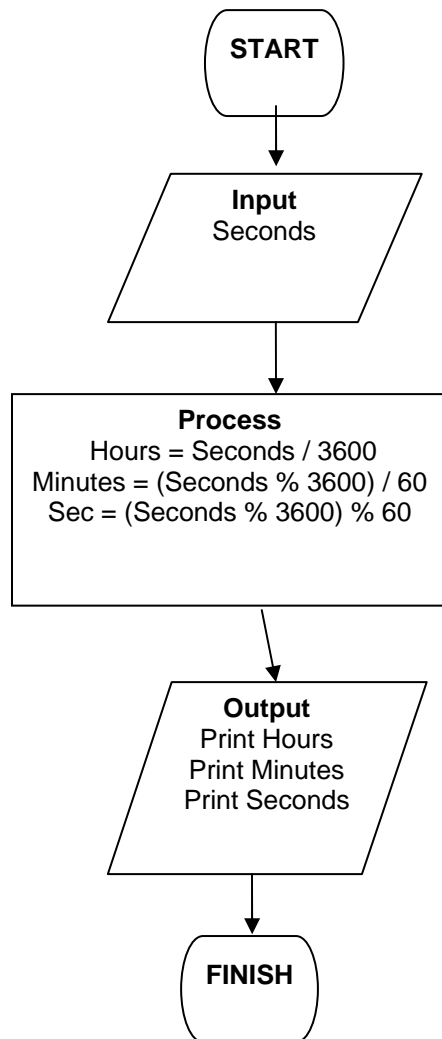 START
Input
Seconds
Process
Hours = Seconds / 3600
Minutes = (Seconds % 3600) / 60
Sec = (Seconds % 3600) % 60
Output
Print Hours
Print Minutes
Print Seconds
FINISH